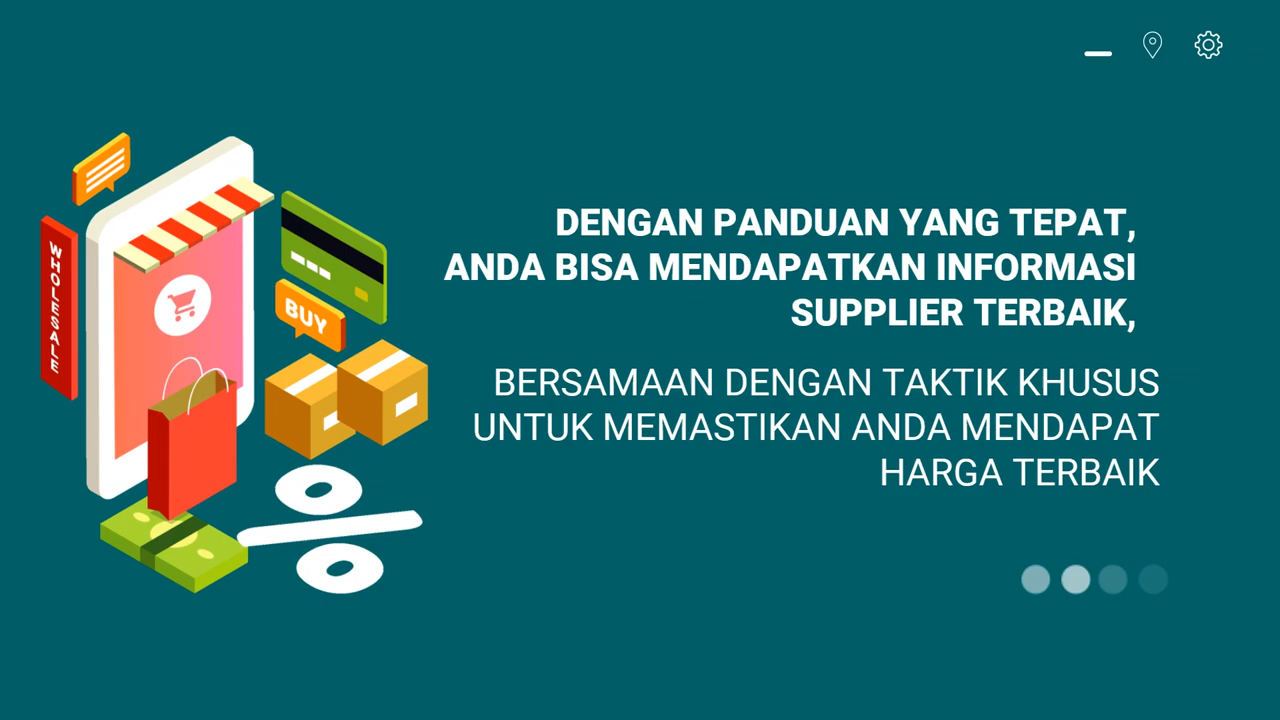 WHOLESALE
BUY
DENGAN PANDUAN YANG TEPAT,
ANDA BISA MENDAPATKAN INFORMASI
SUPPLIER TERBAIK,
BERSAMAAN DENGAN TAKTIK KHUSUS
UNTUK MEMASTIKAN ANDA MENDAPAT
HARGA TERBAIK